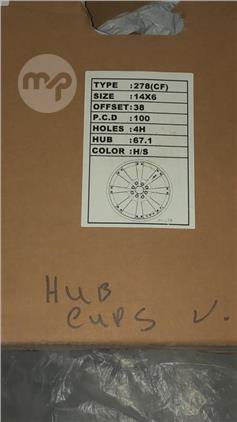 mp
TYPE :278(CF)
SIZE :14X6
OFFSET:38
P.C.D :100
HOLES :4H
HUB :67.1
COLOR :H/S
HUB
CUPS V.